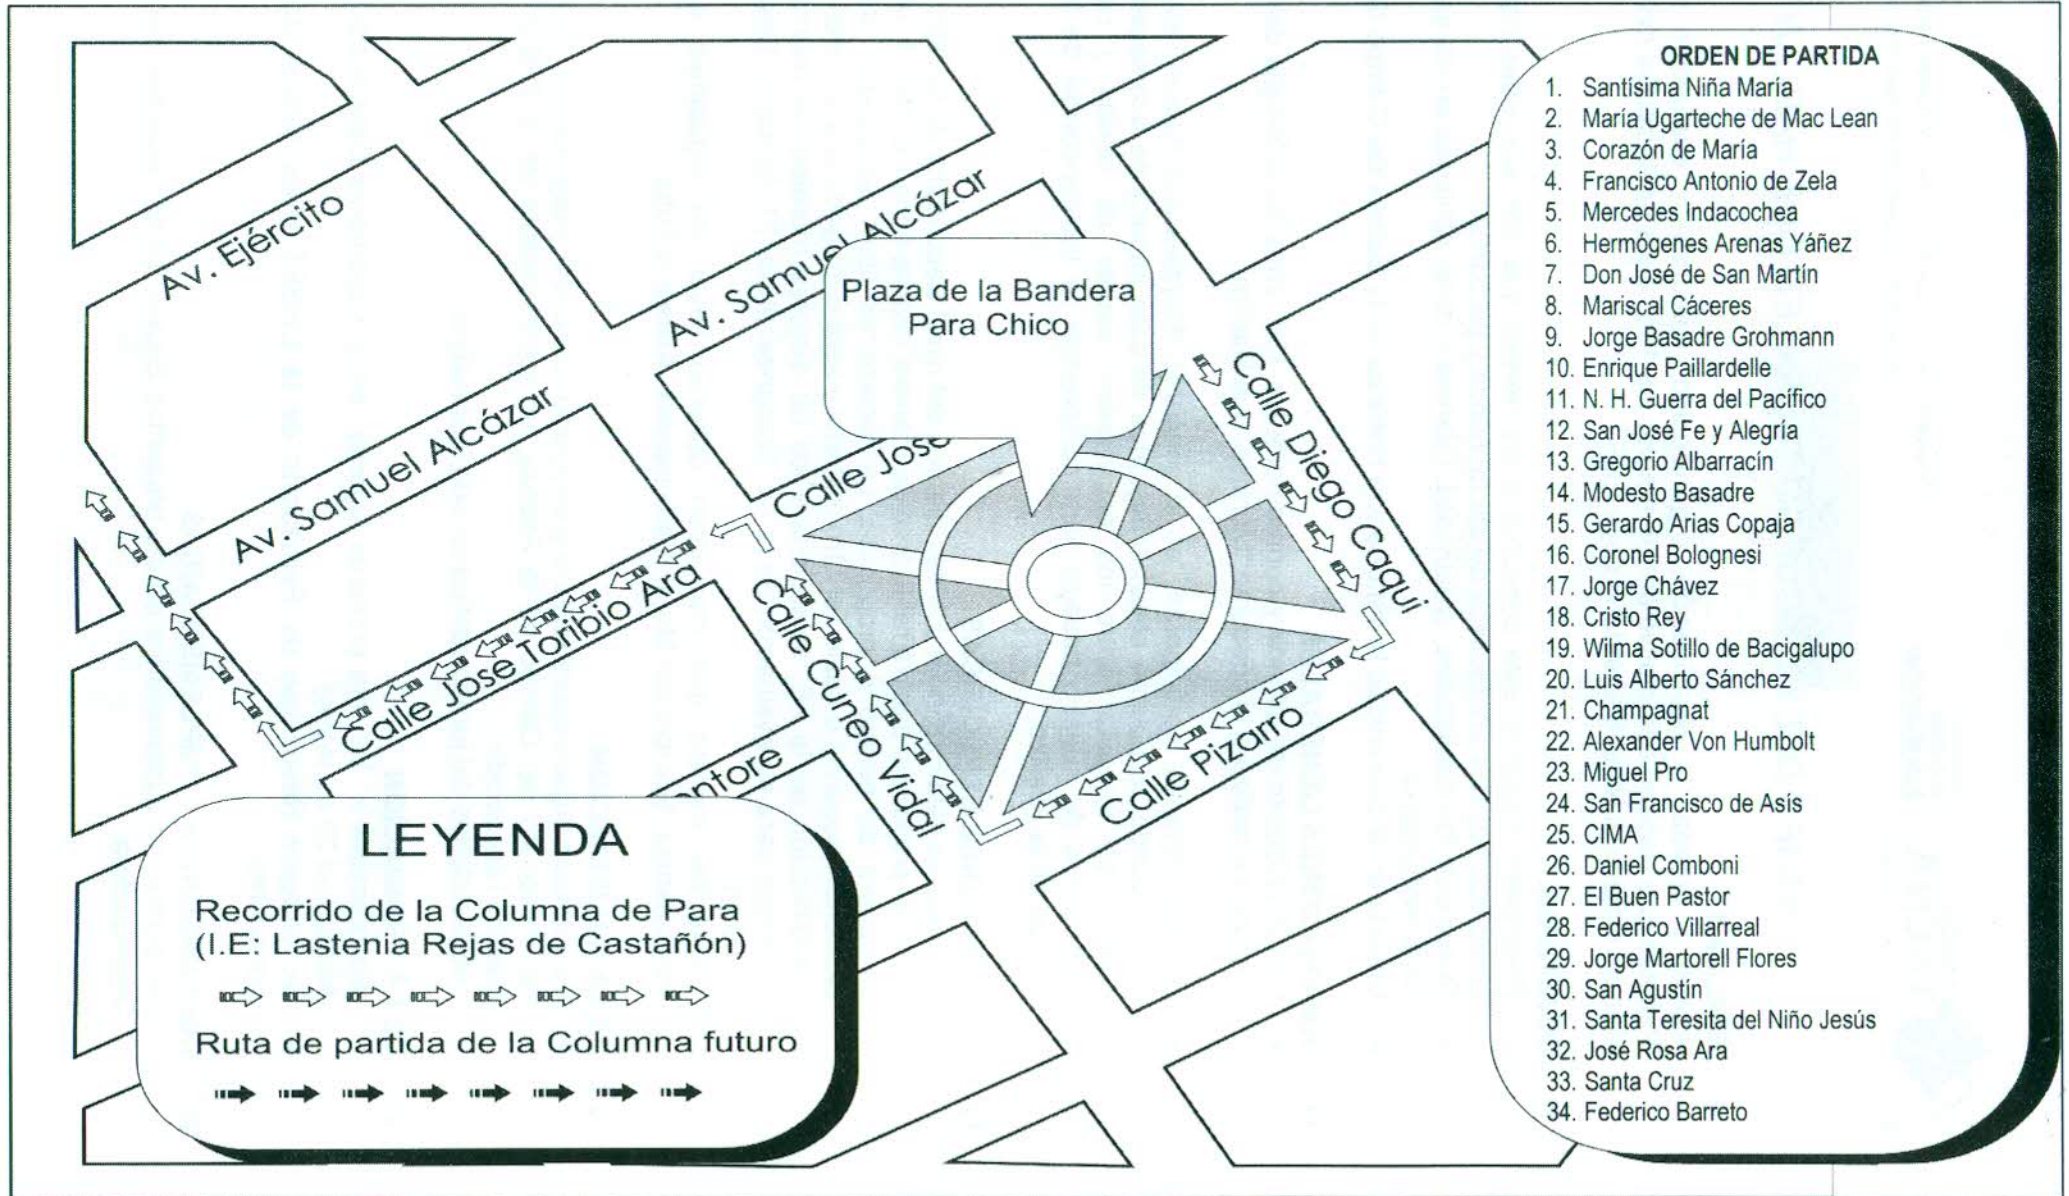 Av. Ejército
Av. Samuel Alcázar
Av. Samuel Alcázar
Plaza de la Bandera
Para Chico
Calle Jose
Calle Diego Caqui
Calle Jose Toribio Ara
Calle Cuneo Vidal
Calle Pizarro
LEYENDA
Recorrido de la Columna de Para
(I.E: Lastenia Rejas de Castañón)
Ruta de partida de la Columna futuro
ORDEN DE PARTIDA
1. Santísima Niña María
2. María Ugarteche de Mac Lean
3. Corazón de María
4. Francisco Antonio de Zela
5. Mercedes Indacochea
6. Hermógenes Arenas Yáñez
7. Don José de San Martín
8. Mariscal Cáceres
9. Jorge Basadre Grohmann
10. Enrique Paillardelle
11. N. H. Guerra del Pacífico
12. San José Fe y Alegría
13. Gregorio Albarracín
14. Modesto Basadre
15. Gerardo Arias Copaja
16. Coronel Bolognesi
17. Jorge Chávez
18. Cristo Rey
19. Wilma Sotillo de Bacigalupo
20. Luis Alberto Sánchez
21. Champagnat
22. Alexander Von Humbolt
23. Miguel Pro
24. San Francisco de Asís
25. CIMA
26. Daniel Comboni
27. El Buen Pastor
28. Federico Villarreal
29. Jorge Martorell Flores
30. San Agustín
31. Santa Teresita del Niño Jesús
32. José Rosa Ara
33. Santa Cruz
34. Federico Barreto